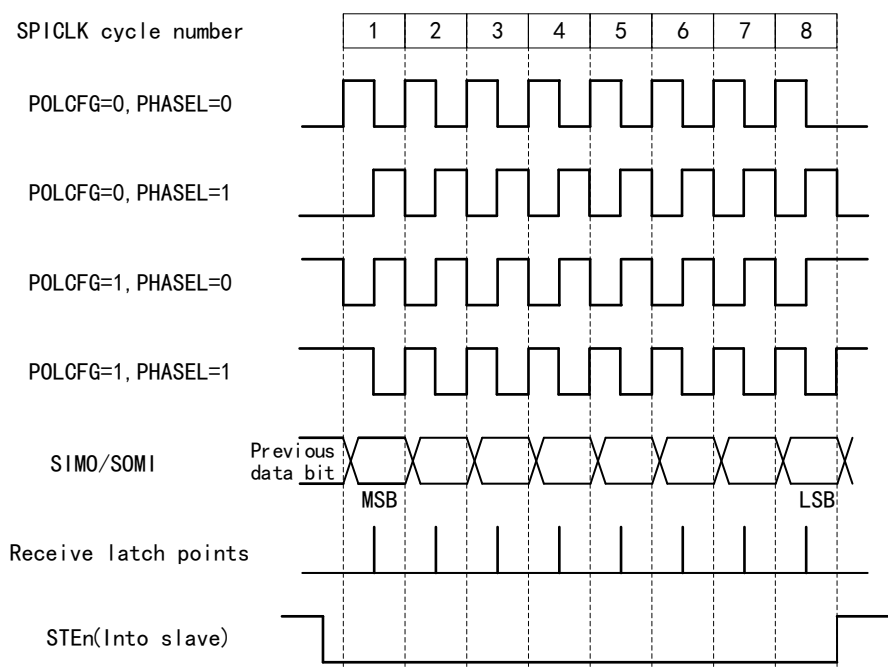 SPICLK cycle number 1 2 3 4 5 6 7 8
POLCFG=0, PHASEL=0
POLCFG=0, PHASEL=1
POLCFG=1, PHASEL=0
POLCFG=1, PHASEL=1
SIMO/SOMI
Previous
data bit
MSB LSB
Receive latch points
STEn(Into slave)